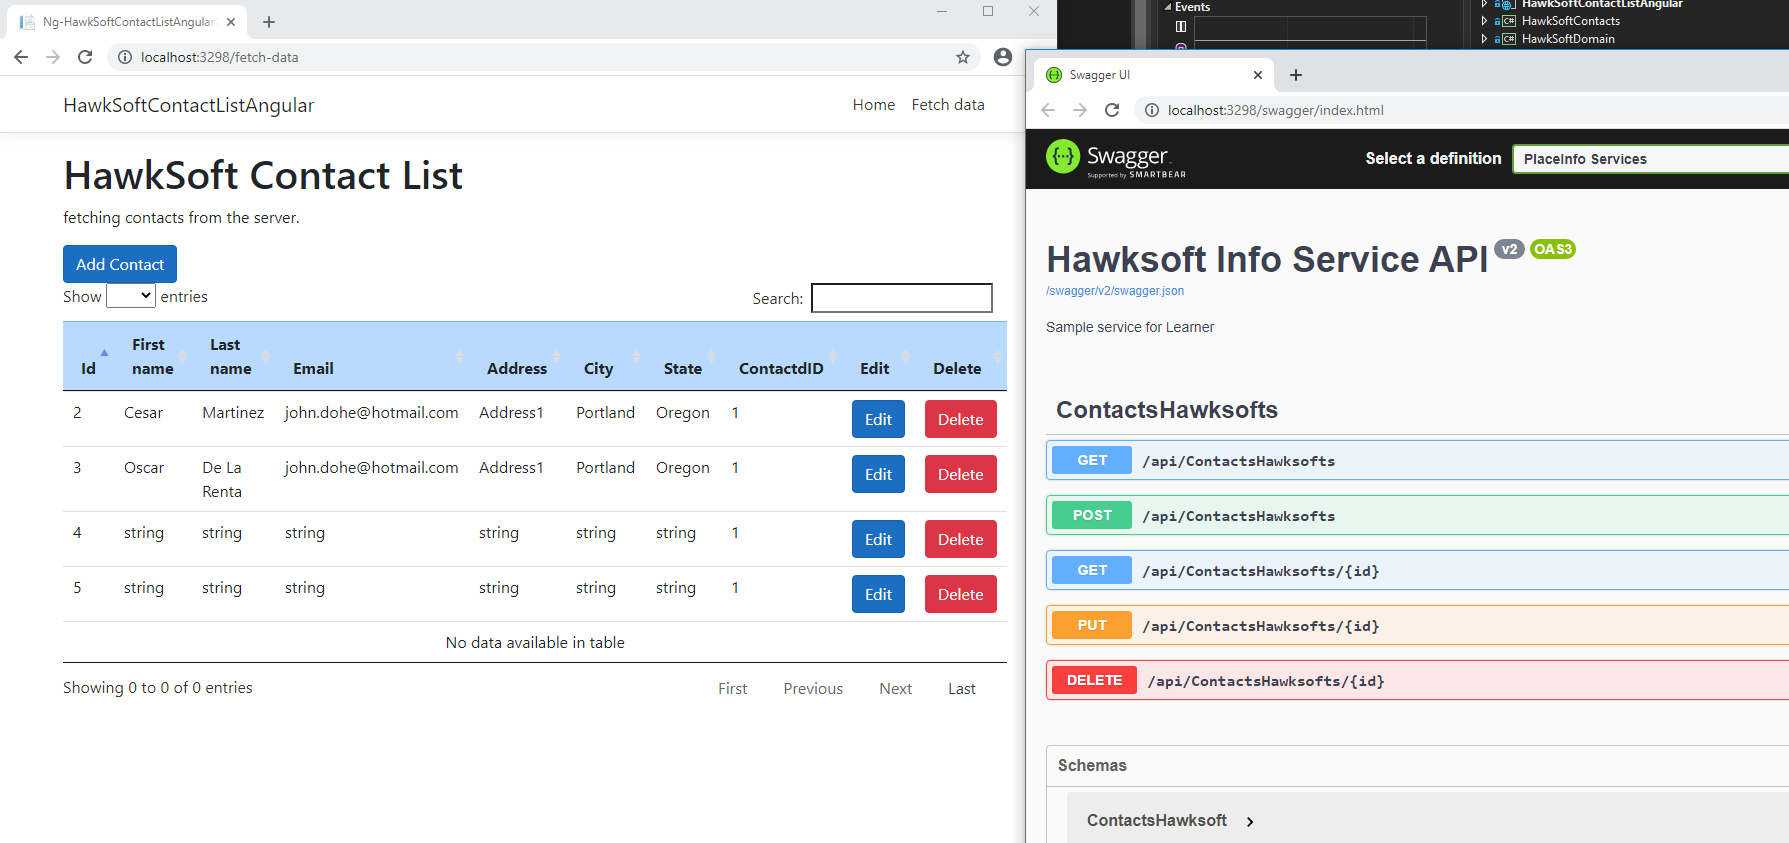 Ng-HawkSoftContactListAngular
localhost:3298/fetch-data
HawkSoftContactListAngular
Home
Fetch data
HawkSoft Contact List
fetching contacts from the server.
Add Contact
Show entries
Search:
Id First name Last name Email Address City State ContactdID Edit Delete
2 Cesar Martinez john.dohe@hotmail.com Address1 Portland Oregon 1 Edit Delete
3 Oscar De La Renta john.dohe@hotmail.com Address1 Portland Oregon 1 Edit Delete
4 string string string string string string 1 Edit Delete
5 string string string string string string 1 Edit Delete
No data available in table
Showing 0 to 0 of 0 entries
First Previous Next Last
Events
HawkSoftContactListAngular
C# HawkSoftContacts
C# HawkSoftDomain
Swagger UI
localhost:3298/swagger/index.html
Swagger
Supported by SMARTBEAR
Select a definition
PlaceInfo Services
Hawksoft Info Service API v2 OAS3
/swagger/v2/swagger.json
Sample service for Learner
ContactsHawksofts
GET /api/ContactsHawksofts
POST /api/ContactsHawksofts
GET /api/ContactsHawksofts/{id}
PUT /api/ContactsHawksofts/{id}
DELETE /api/ContactsHawksofts/{id}
Schemas
ContactsHawksoft